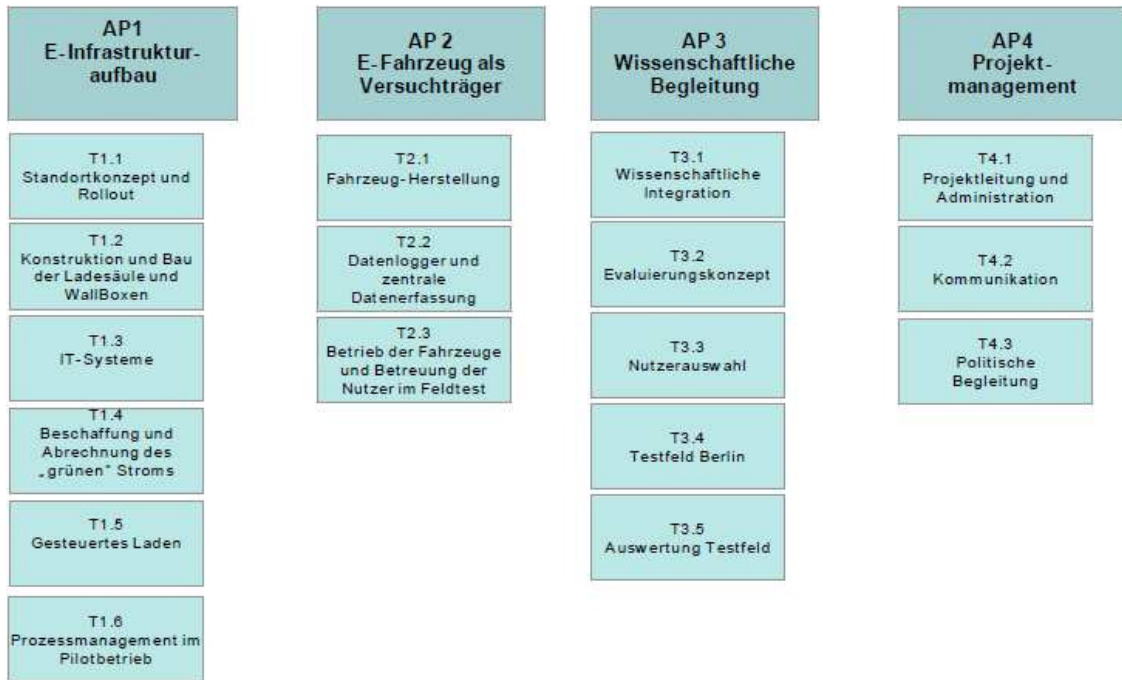 AP1
E-Infrastruktur-
aufbau
T1.1
Standortkonzept und
Rollout
T1.2
Konstruktion und Bau
der Ladesäule und
WallBoxen
T1.3
IT-Systeme
T1.4
Beschaffung und
Abrechnung des
„grünen“ Stroms
T1.5
Gesteuertes Laden
T1.6
Prozessmanagement im
Pilotbetrieb
AP 2
E-Fahrzeug als
Versuchträger
T2.1
Fahrzeug-Herstellung
T2.2
Datenlogger und
zentrale
Datenerfassung
T2.3
Betrieb der Fahrzeuge
und Betreuung der
Nutzer im Feldtest
AP 3
Wissenschaftliche
Begleitung
T3.1
Wissenschaftliche
Integration
T3.2
Evaluierungskonzept
T3.3
Nutzerauswahl
T3.4
Testfeld Berlin
T3.5
Auswertung Testfeld
AP4
Projekt-
management
T4.1
Projektleitung und
Administration
T4.2
Kommunikation
T4.3
Politische
Begleitung